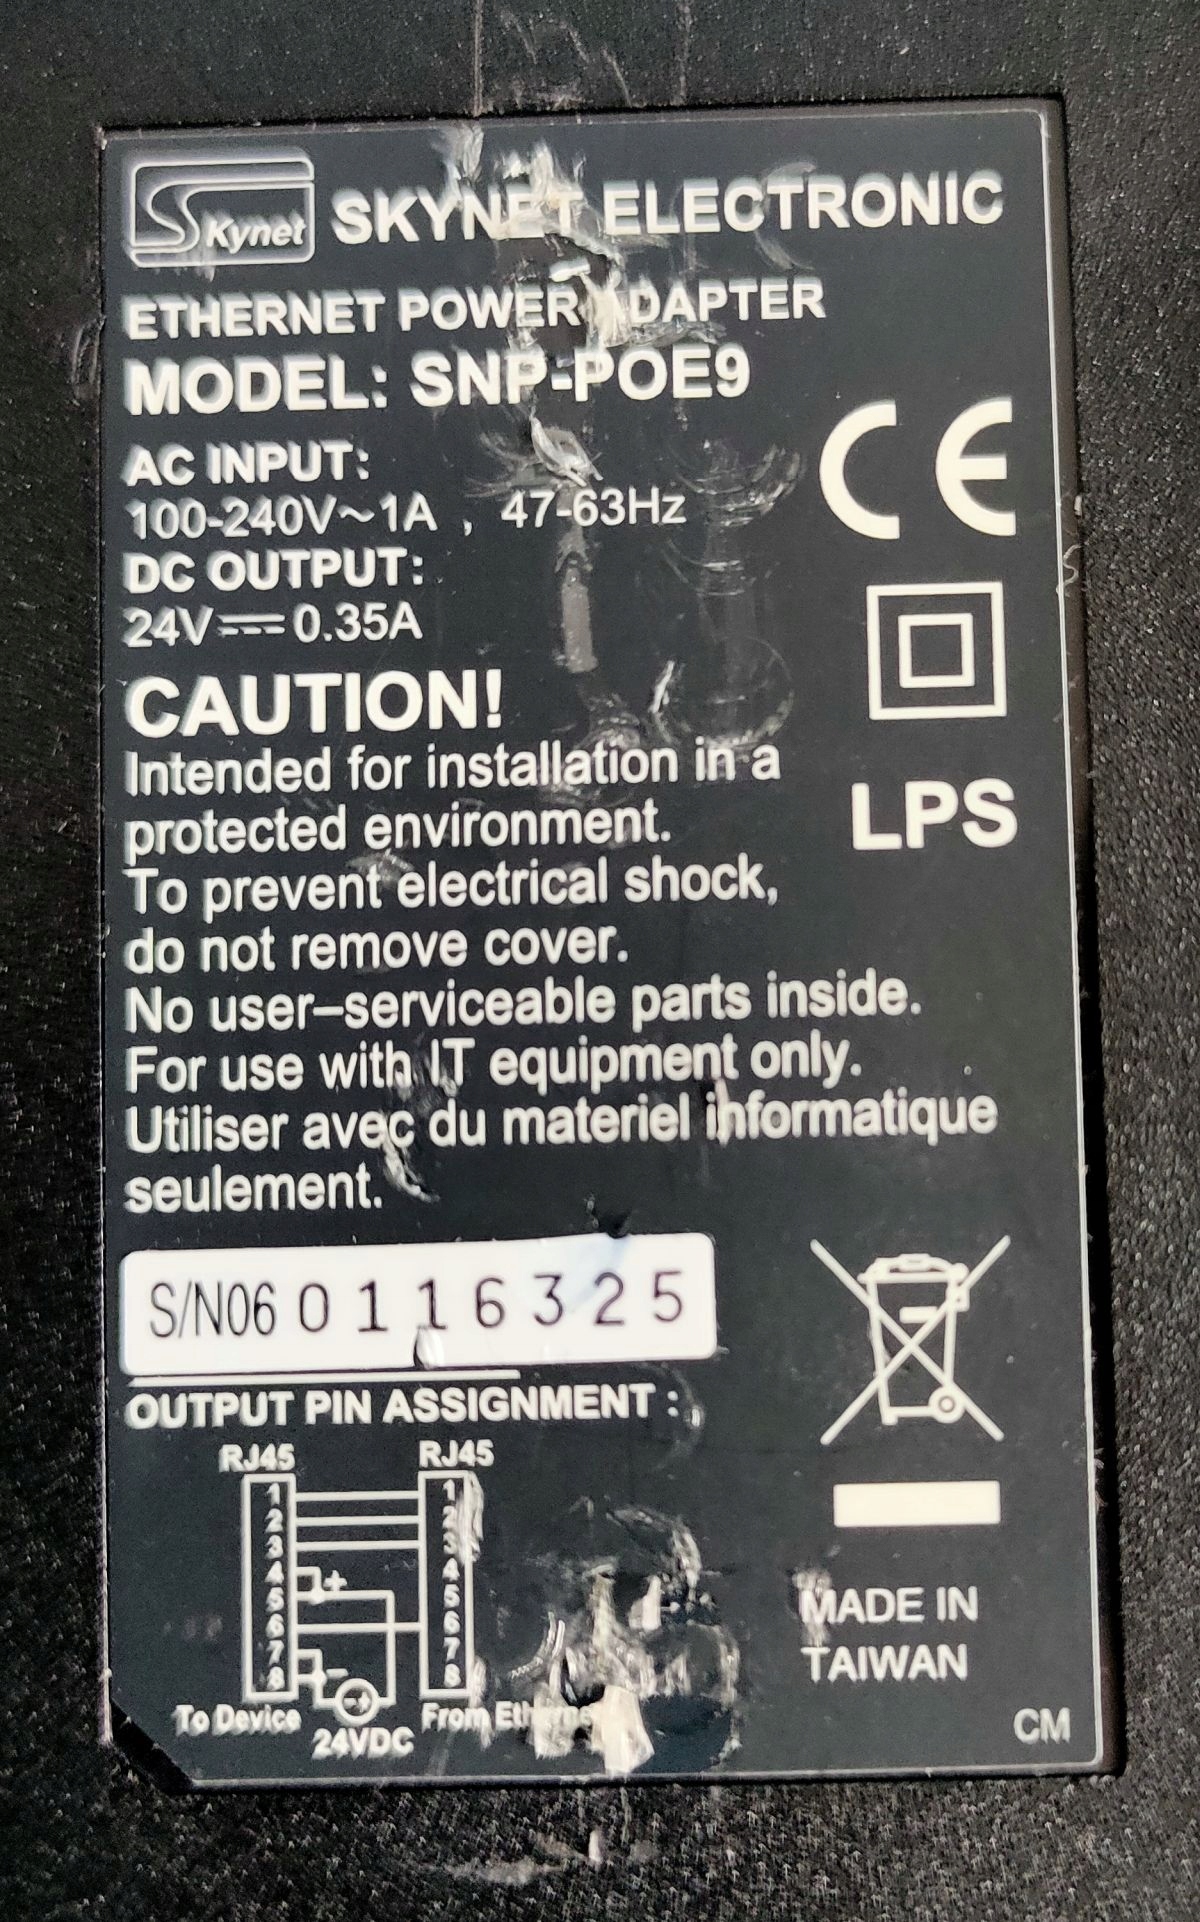 Skynet SKYNET ELECTRONIC
ETHERNET POWER ADAPTER
MODEL: SNP-POE9
AC INPUT:
100-240V~1A , 47-63Hz
DC OUTPUT:
24V⎓0.35A
CE
CAUTION!
Intended for installation in a
protected environment.
To prevent electrical shock,
do not remove cover.
No user–serviceable parts inside.
For use with IT equipment only.
Utiliser avec du materiel informatique
seulement.
LPS
S/N06 0116325
OUTPUT PIN ASSIGNMENT :
RJ45 RJ45
1 1
2 2
3 3
4 + 4
5 5
6 6
7 7
8 - 8
- +
To Device From Ethernet
24VDC
MADE IN
TAIWAN
CM